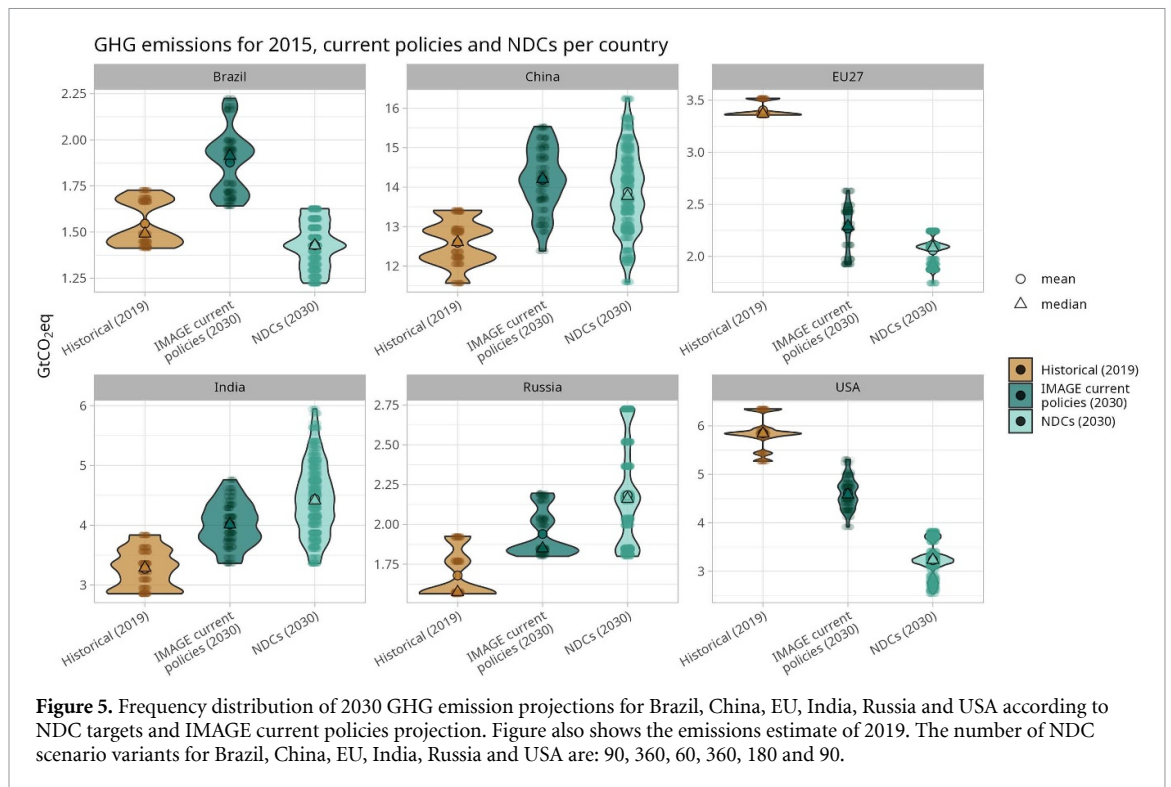 GHG emissions for 2015, current policies and NDCs per country
Brazil
China
EU27
2.25
2.00
1.75
1.50
1.25
16
15
14
13
12
3.5
3.0
2.5
2.0
Historical (2019)
IMAGE current
policies (2030)
NDCs (2030)
Historical (2019)
IMAGE current
policies (2030)
NDCs (2030)
Historical (2019)
IMAGE current
policies (2030)
NDCs (2030)
GtCO2eq
mean
median
Historical (2019)
IMAGE current
policies (2030)
NDCs (2030)
India
Russia
USA
6
5
4
3
2.75
2.50
2.25
2.00
1.75
6
5
4
3
Historical (2019)
IMAGE current
policies (2030)
NDCs (2030)
Historical (2019)
IMAGE current
policies (2030)
NDCs (2030)
Historical (2019)
IMAGE current
policies (2030)
NDCs (2030)
Figure 5. Frequency distribution of 2030 GHG emission projections for Brazil, China, EU, India, Russia and USA according to
NDC targets and IMAGE current policies projection. Figure also shows the emissions estimate of 2019. The number of NDC
scenario variants for Brazil, China, EU, India, Russia and USA are: 90, 360, 60, 360, 180 and 90.